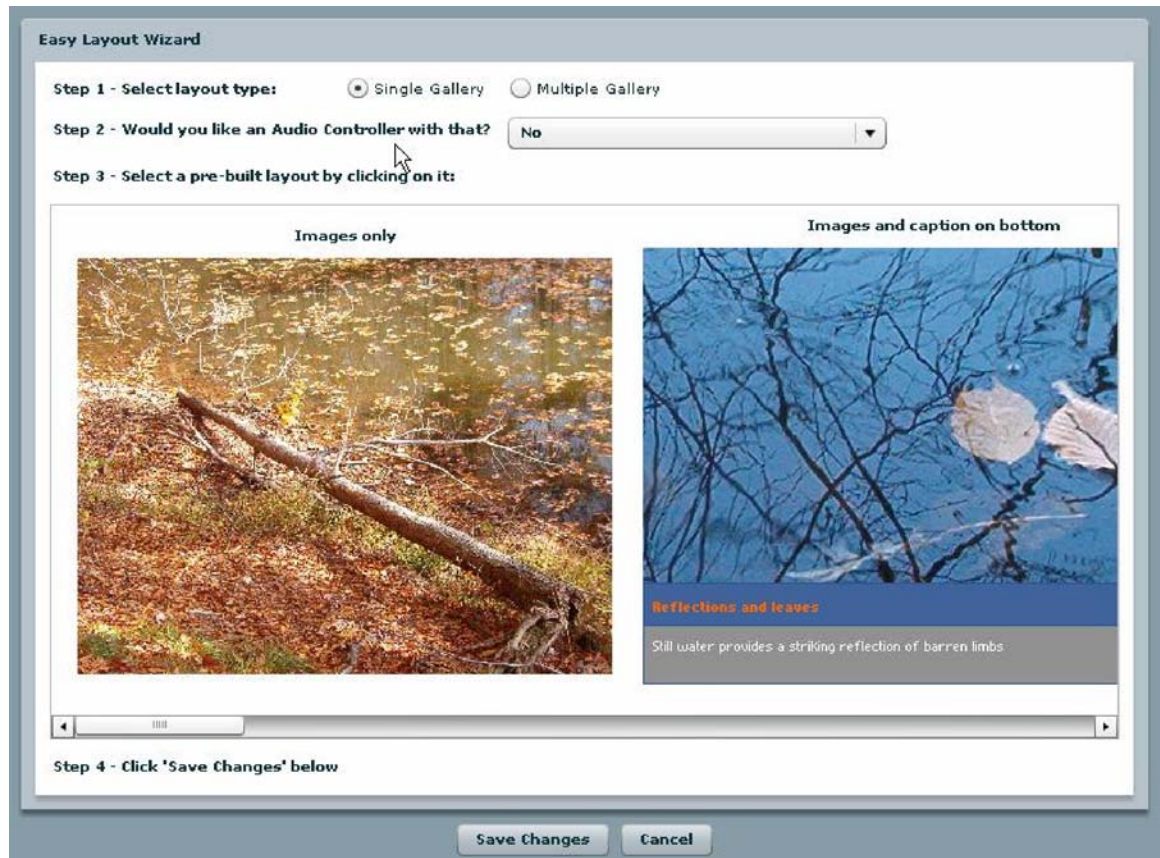 Easy Layout Wizard
Step 1 - Select layout type: Single Gallery Multiple Gallery
Step 2 - Would you like an Audio Controller with that? No
Step 3 - Select a pre-built layout by clicking on it:
Images only
Images and caption on bottom
Reflections and leaves
Still water provides a striking reflection of barren limbs
Step 4 - Click 'Save Changes' below
Save Changes Cancel